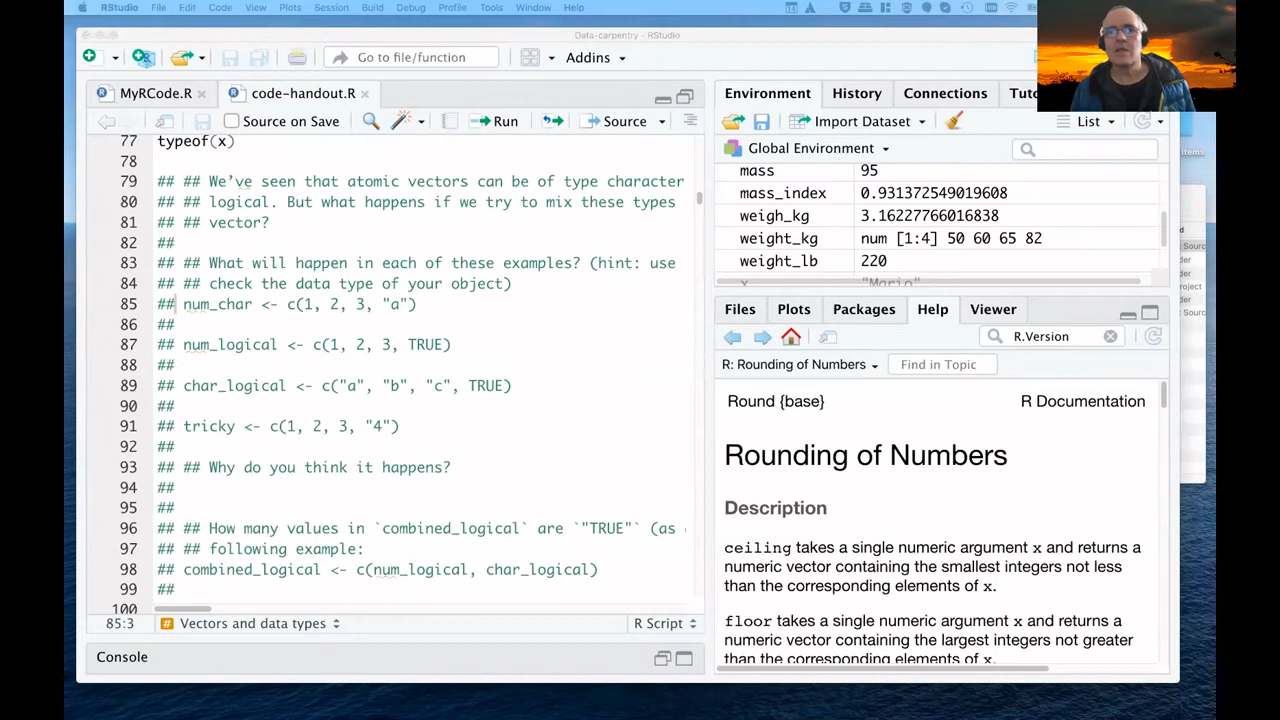 RStudio File Edit Code View Plots Session Build Debug Profile Tools Window Help
Data-carpentry - RStudio
Go to file/function Addins
MyRCode.R code-handout.R
Source on Save Run Source
77 typeof(x)
78
79 ## ## We’ve seen that atomic vectors can be of type character
80 ## ## logical. But what happens if we try to mix these types
81 ## ## vector?
82 ##
83 ## ## What will happen in each of these examples? (hint: use
84 ## ## check the data type of your object)
85 ## num_char <- c(1, 2, 3, "a")
86 ##
87 ## num_logical <- c(1, 2, 3, TRUE)
88 ##
89 ## char_logical <- c("a", "b", "c", TRUE)
90 ##
91 ## tricky <- c(1, 2, 3, "4")
92 ##
93 ## ## Why do you think it happens?
94 ##
95 ##
96 ## ## How many values in `combined_logical` are `"TRUE"` (as
97 ## ## following example:
98 ## combined_logical <- c(num_logical, char_logical)
99 ##
100
85:3 # Vectors and data types R Script
Console
Environment History Connections Tuto
Import Dataset List
Global Environment
mass 95
mass_index 0.931372549019608
weigh_kg 3.16227766016838
weight_kg num [1:4] 50 60 65 82
weight_lb 220
x "Mario"
Files Plots Packages Help Viewer
R.Version
R: Rounding of Numbers Find in Topic
Round {base} R Documentation
Rounding of Numbers
Description
ceiling takes a single numeric argument x and returns a
numeric vector containing the smallest integers not less
than the corresponding elements of x.
floor takes a single numeric argument x and returns a
numeric vector containing the largest integers not greater
than the corresponding elements of x.